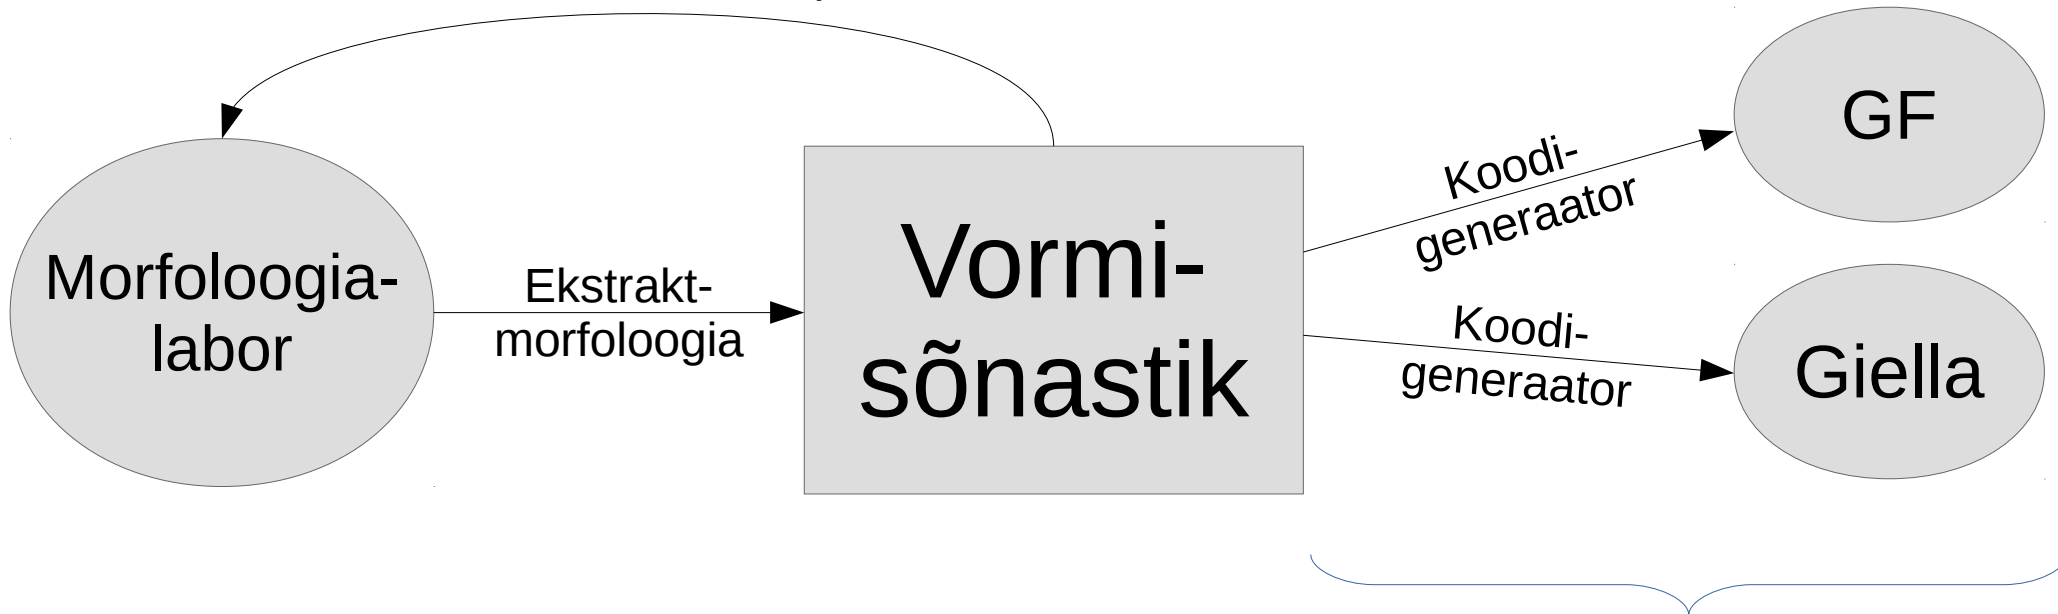 Morfoloogia-
labor
Ekstrakt-
morfoloogia
Vormi-
sõnastik
Koodi-
generaator
GF
Koodi-
generaator
Giella